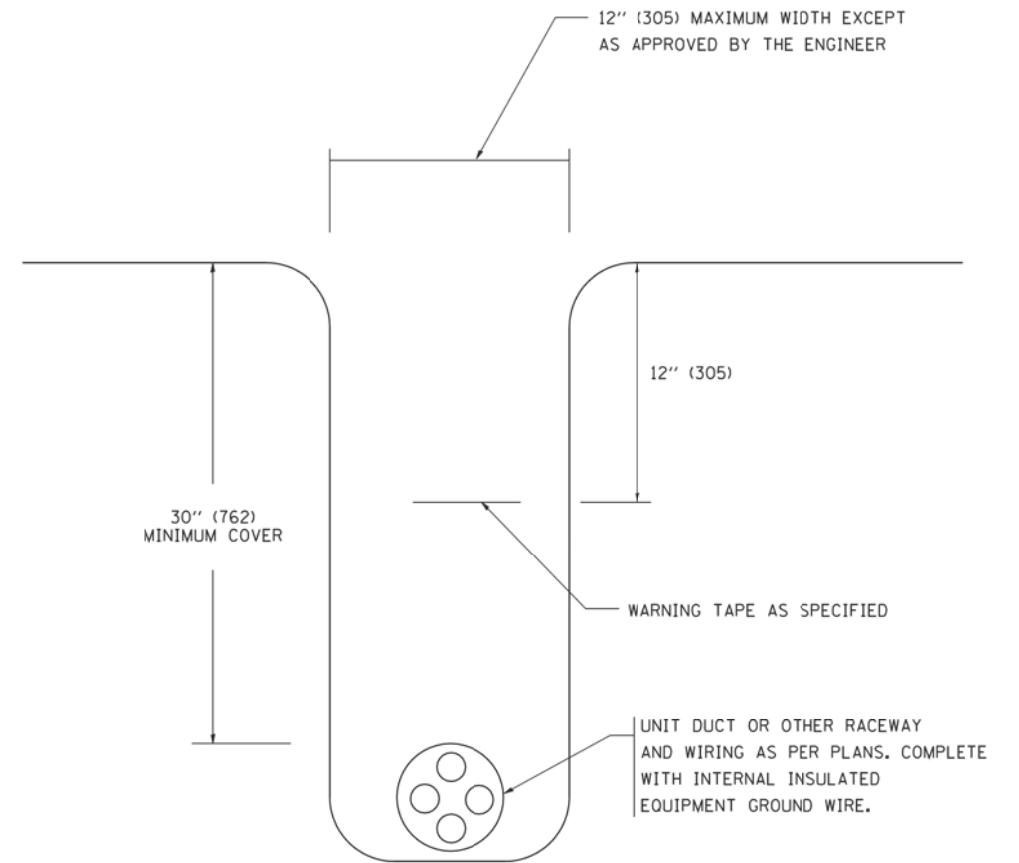 12'' (305) MAXIMUM WIDTH EXCEPT
AS APPROVED BY THE ENGINEER
12'' (305)
30'' (762)
MINIMUM COVER
WARNING TAPE AS SPECIFIED
UNIT DUCT OR OTHER RACEWAY
AND WIRING AS PER PLANS. COMPLETE
WITH INTERNAL INSULATED
EQUIPMENT GROUND WIRE.